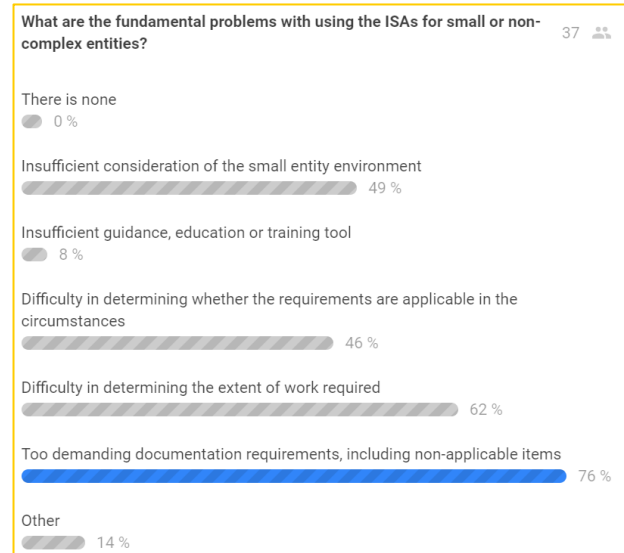 What are the fundamental problems with using the ISAs for small or non-
complex entities?
37
There is none
0 %
Insufficient consideration of the small entity environment
49 %
Insufficient guidance, education or training tool
8 %
Difficulty in determining whether the requirements are applicable in the
circumstances
46 %
Difficulty in determining the extent of work required
62 %
Too demanding documentation requirements, including non-applicable items
76 %
Other
14 %